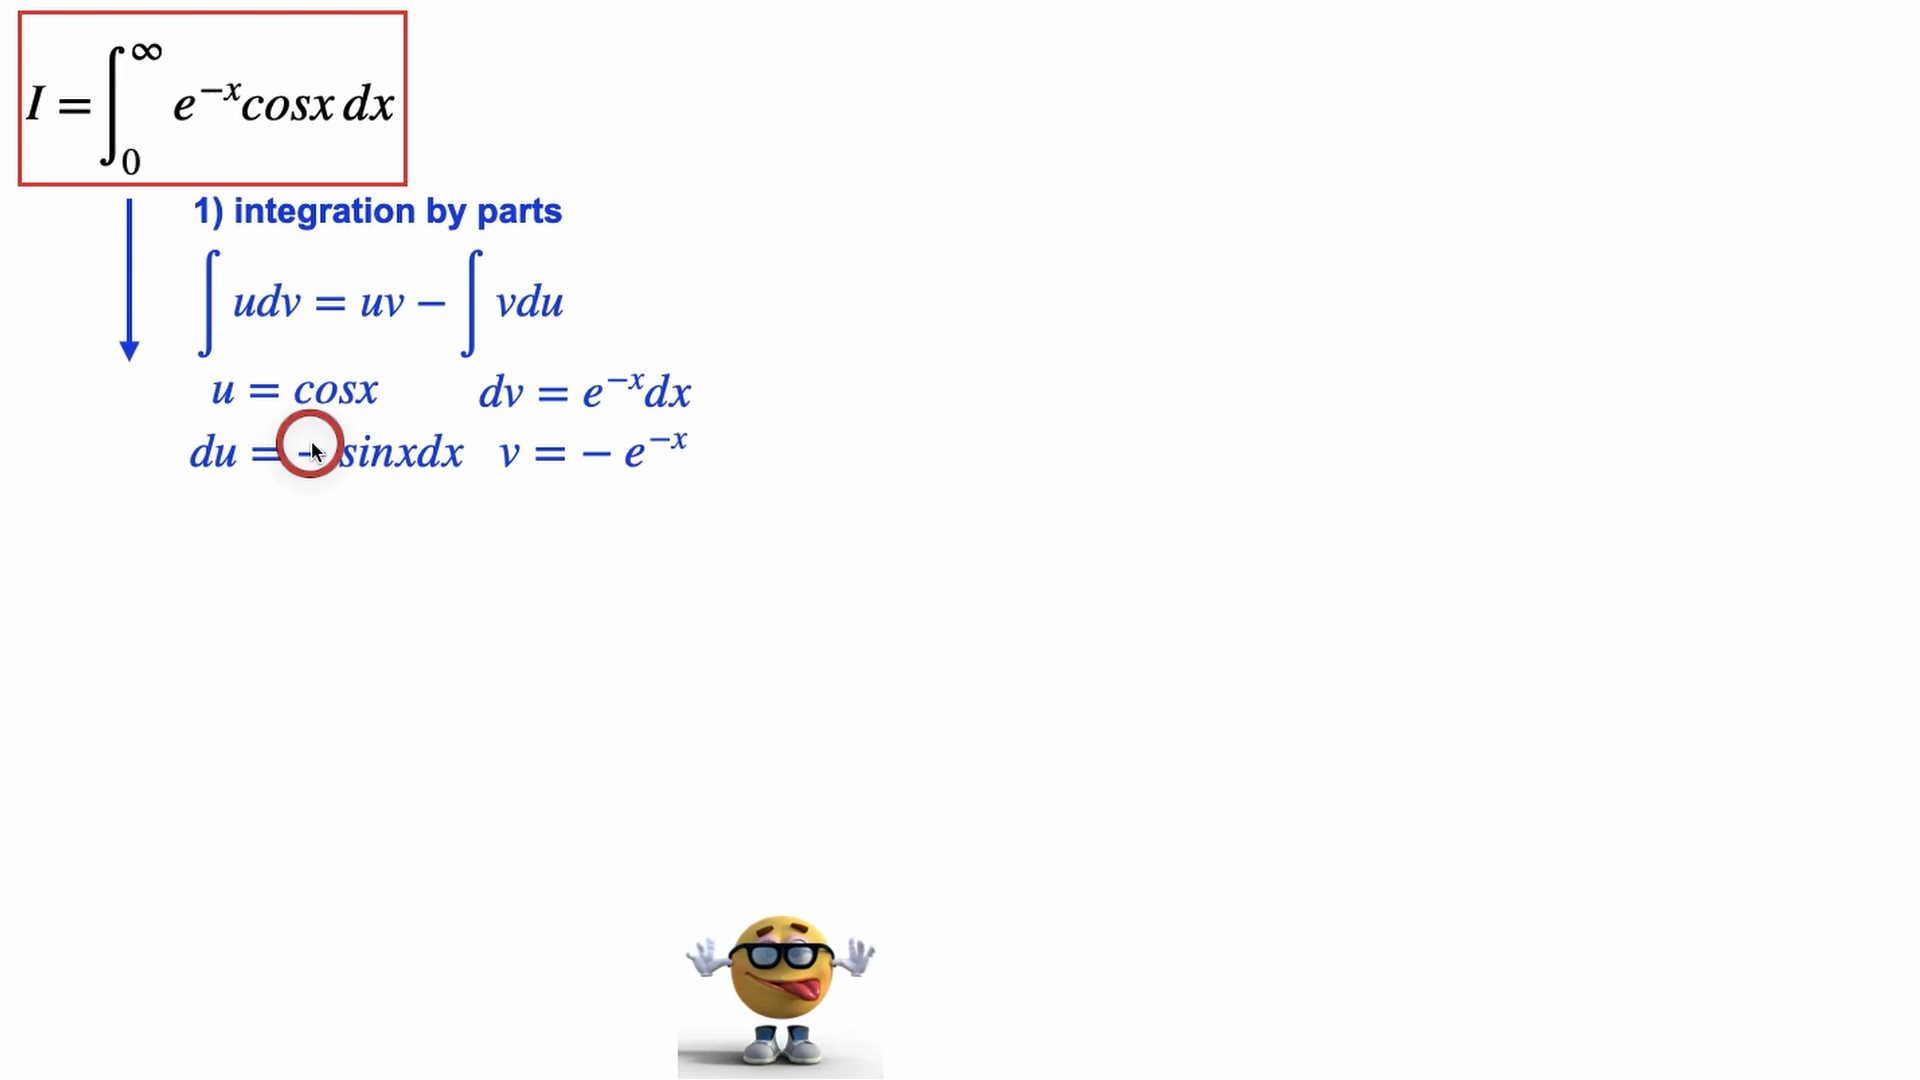 I = ∫₀^∞ e^{−x}cosx dx
1) integration by parts
∫ udv = uv − ∫ vdu
u = cosx dv = e^{−x}dx
du = − sinxdx v = − e^{−x}